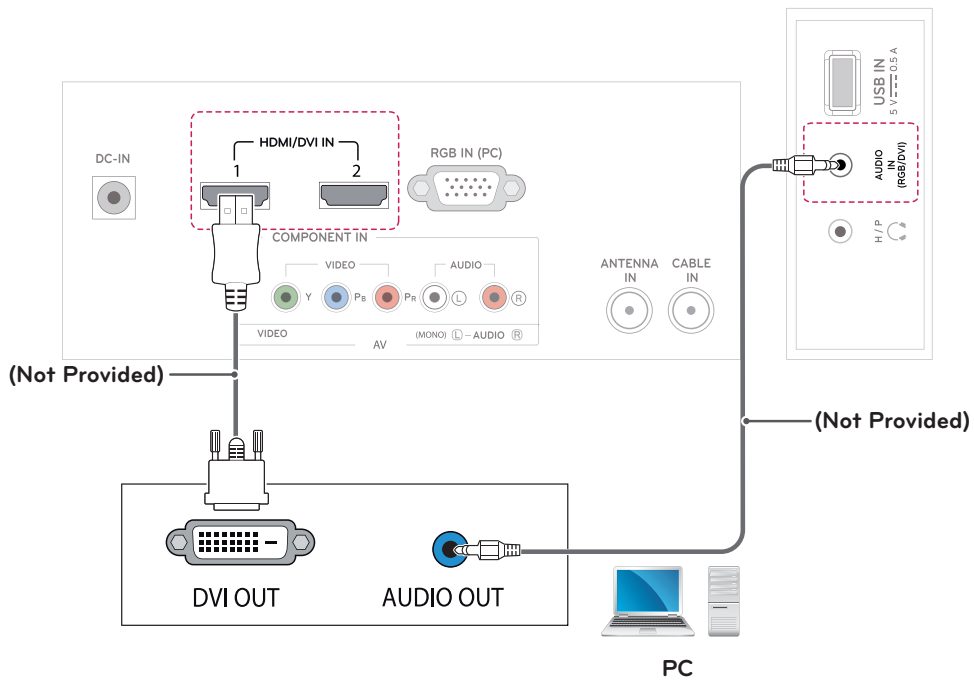 DC-IN
HDMI/DVI IN
1
2
RGB IN (PC)
COMPONENT IN
VIDEO
AUDIO
Y
PB
PR
L
R
VIDEO
AV
(MONO) L – AUDIO R
ANTENNA
IN
CABLE
IN
USB IN
5 V 0.5 A
AUDIO
IN
(RGB/DVI)
H / P
(Not Provided)
(Not Provided)
DVI OUT
AUDIO OUT
PC